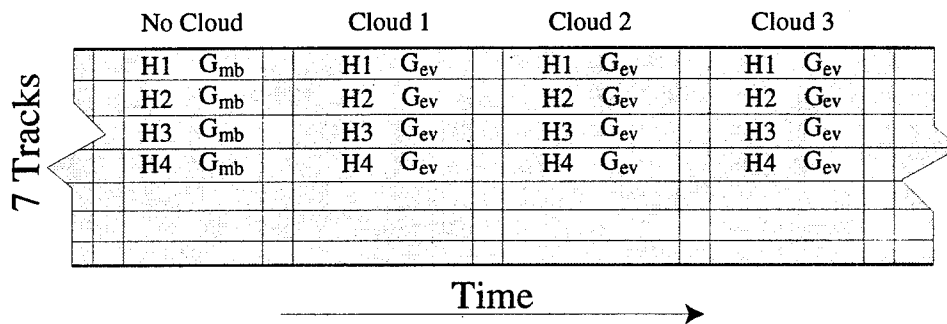 No Cloud Cloud 1 Cloud 2 Cloud 3
H1 Gmb H1 Gev H1 Gev H1 Gev
H2 Gmb H2 Gev H2 Gev H2 Gev
H3 Gmb H3 Gev H3 Gev H3 Gev
H4 Gmb H4 Gev H4 Gev H4 Gev
7 Tracks
Time